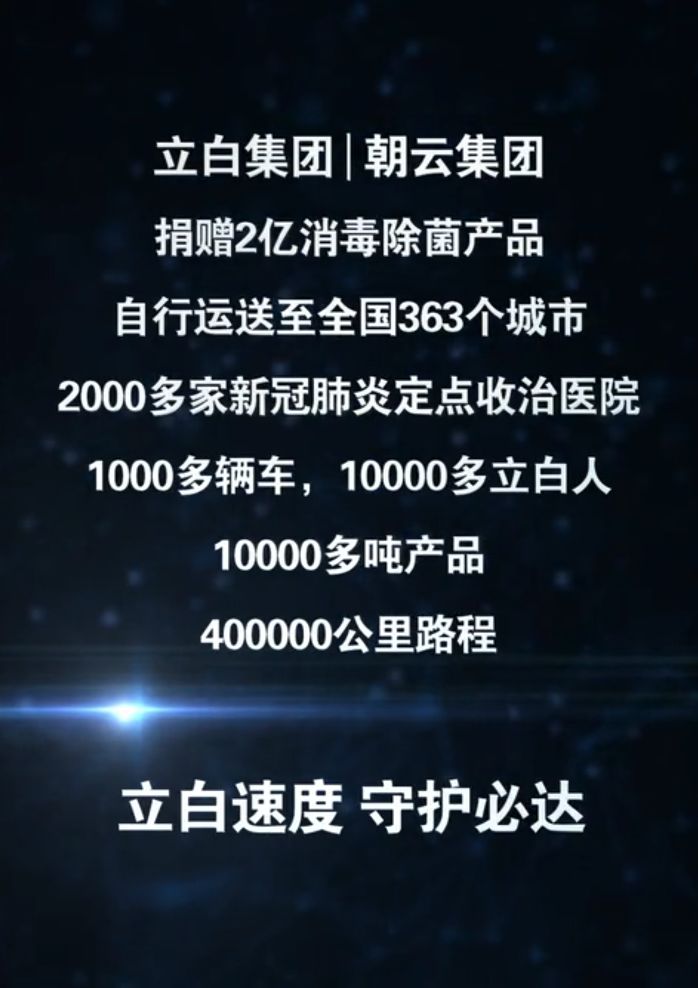 立白集团|朝云集团
捐赠2亿消毒除菌产品
自行运送至全国363个城市
2000多家新冠肺炎定点收治医院
1000多辆车，10000多立白人
10000多吨产品
400000公里路程
立白速度 守护必达